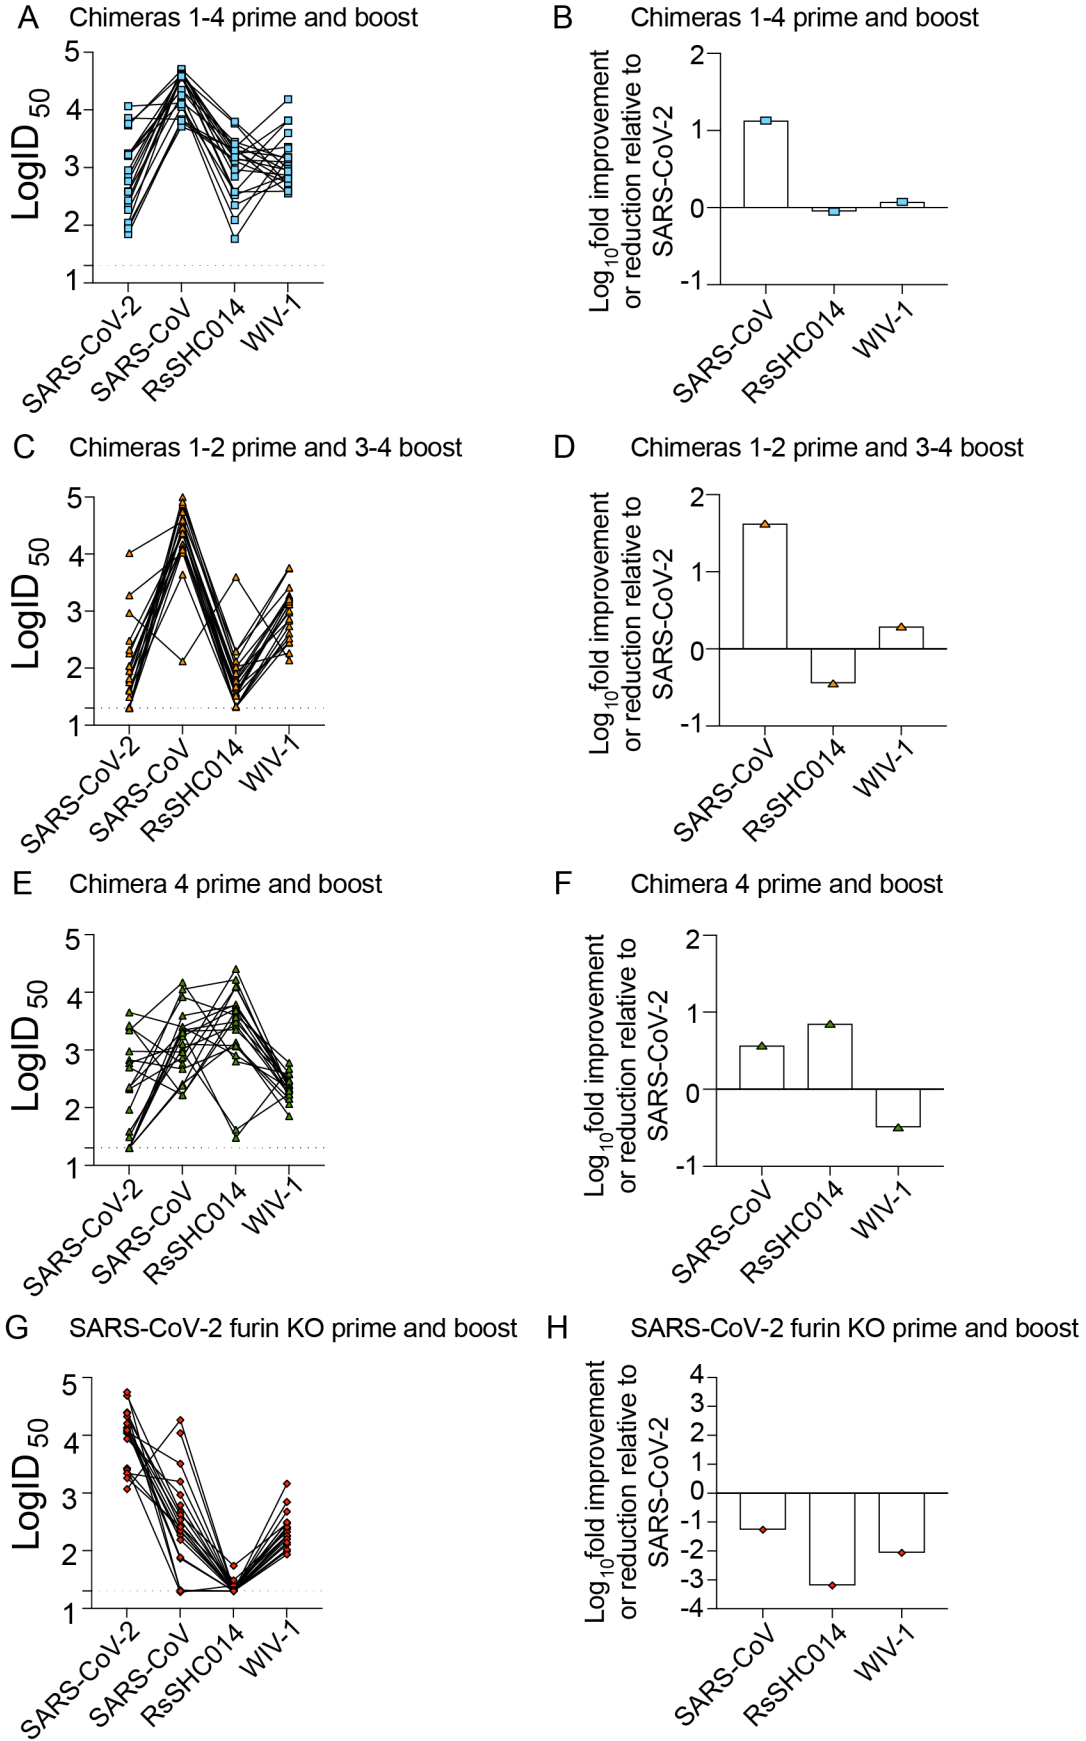 A Chimeras 1-4 prime and boost
LogID50
5
4
3
2
1
SARS-CoV-2
SARS-CoV
RsSHC014
WIV-1
B Chimeras 1-4 prime and boost
Log10fold improvement
or reduction relative to
SARS-CoV-2
2
1
0
-1
SARS-CoV
RsSHC014
WIV-1
C Chimeras 1-2 prime and 3-4 boost
LogID50
5
4
3
2
1
SARS-CoV-2
SARS-CoV
RsSHC014
WIV-1
D Chimeras 1-2 prime and 3-4 boost
Log10fold improvement
or reduction relative to
SARS-CoV-2
2
1
0
-1
SARS-CoV
RsSHC014
WIV-1
E Chimera 4 prime and boost
LogID50
5
4
3
2
1
SARS-CoV-2
SARS-CoV
RsSHC014
WIV-1
F Chimera 4 prime and boost
Log10fold improvement
or reduction relative to
SARS-CoV-2
2
1
0
-1
SARS-CoV
RsSHC014
WIV-1
G SARS-CoV-2 furin KO prime and boost
LogID50
5
4
3
2
1
SARS-CoV-2
SARS-CoV
RsSHC014
WIV-1
H SARS-CoV-2 furin KO prime and boost
Log10fold improvement
or reduction relative to
SARS-CoV-2
4
3
2
1
0
-1
-2
-3
-4
SARS-CoV
RsSHC014
WIV-1